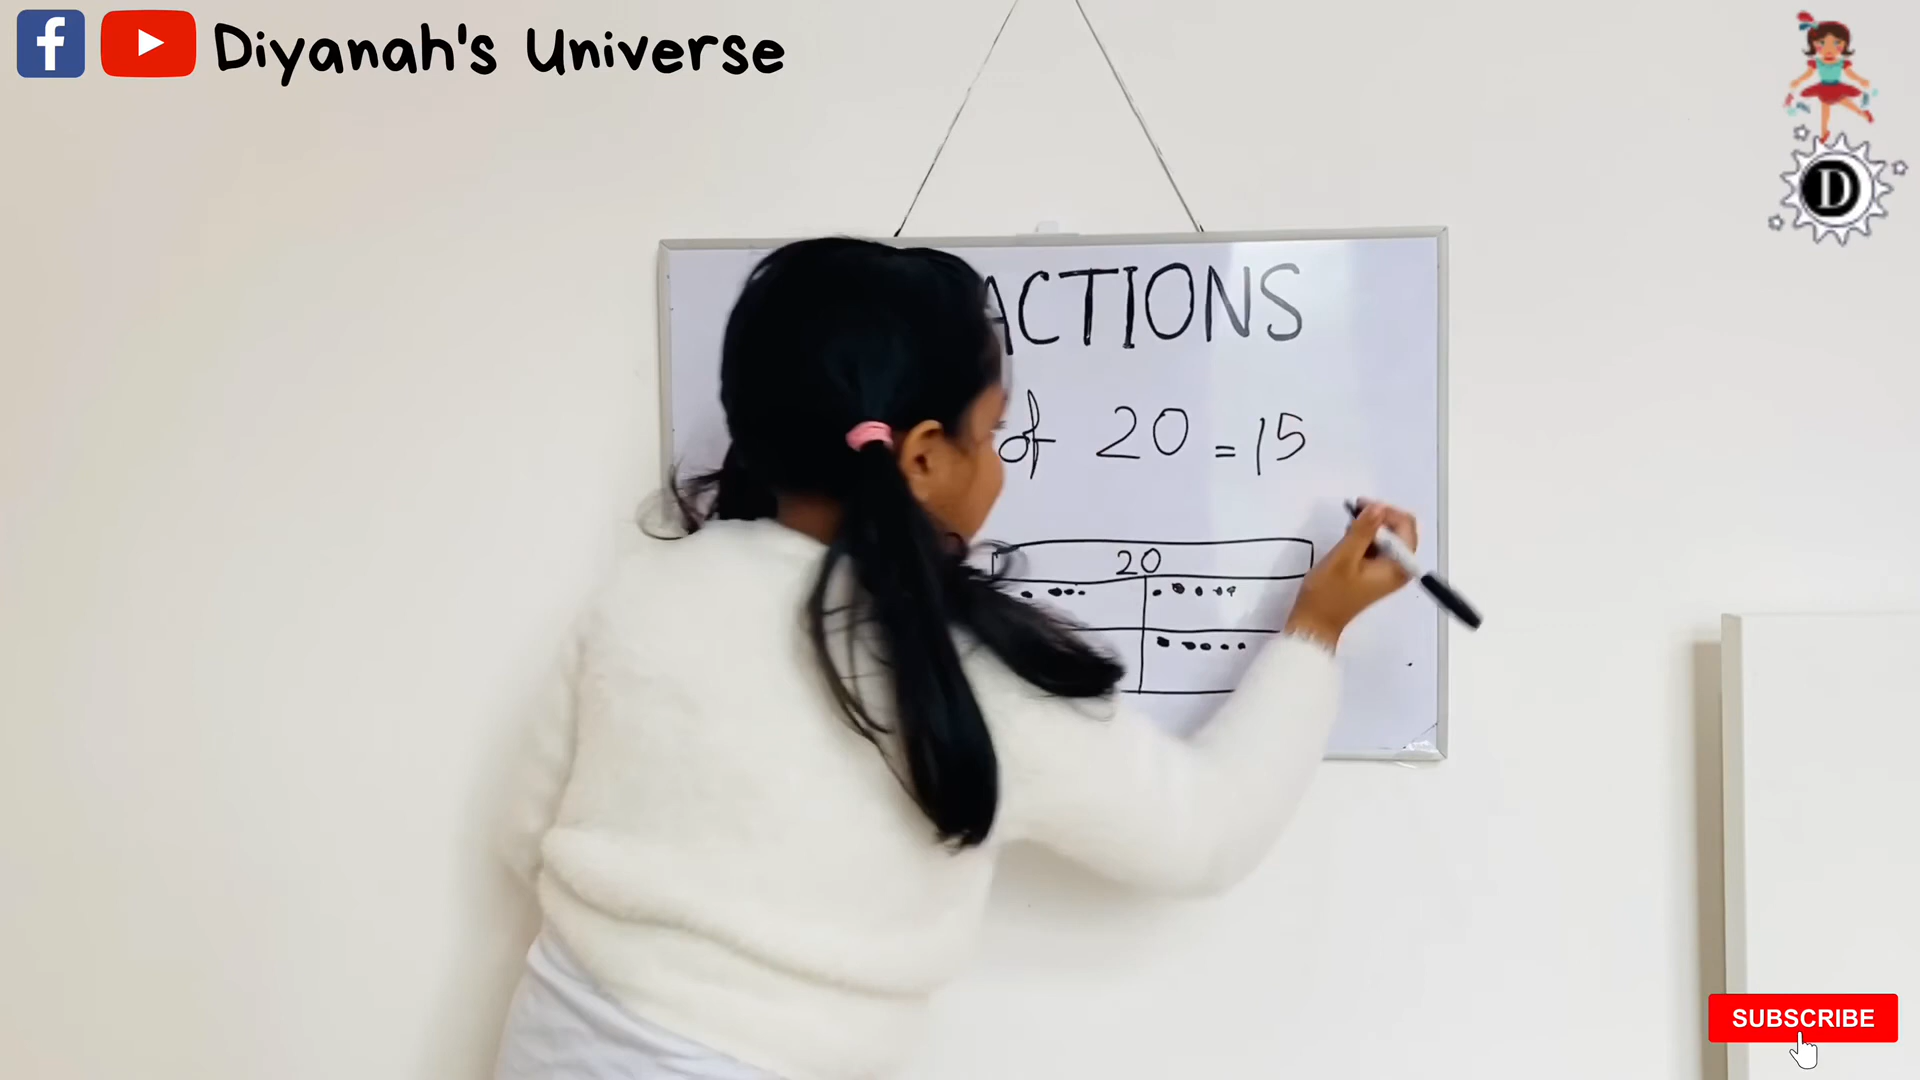 Diyanah's Universe
D
ACTIONS
of 20 = 15
20
SUBSCRIBE